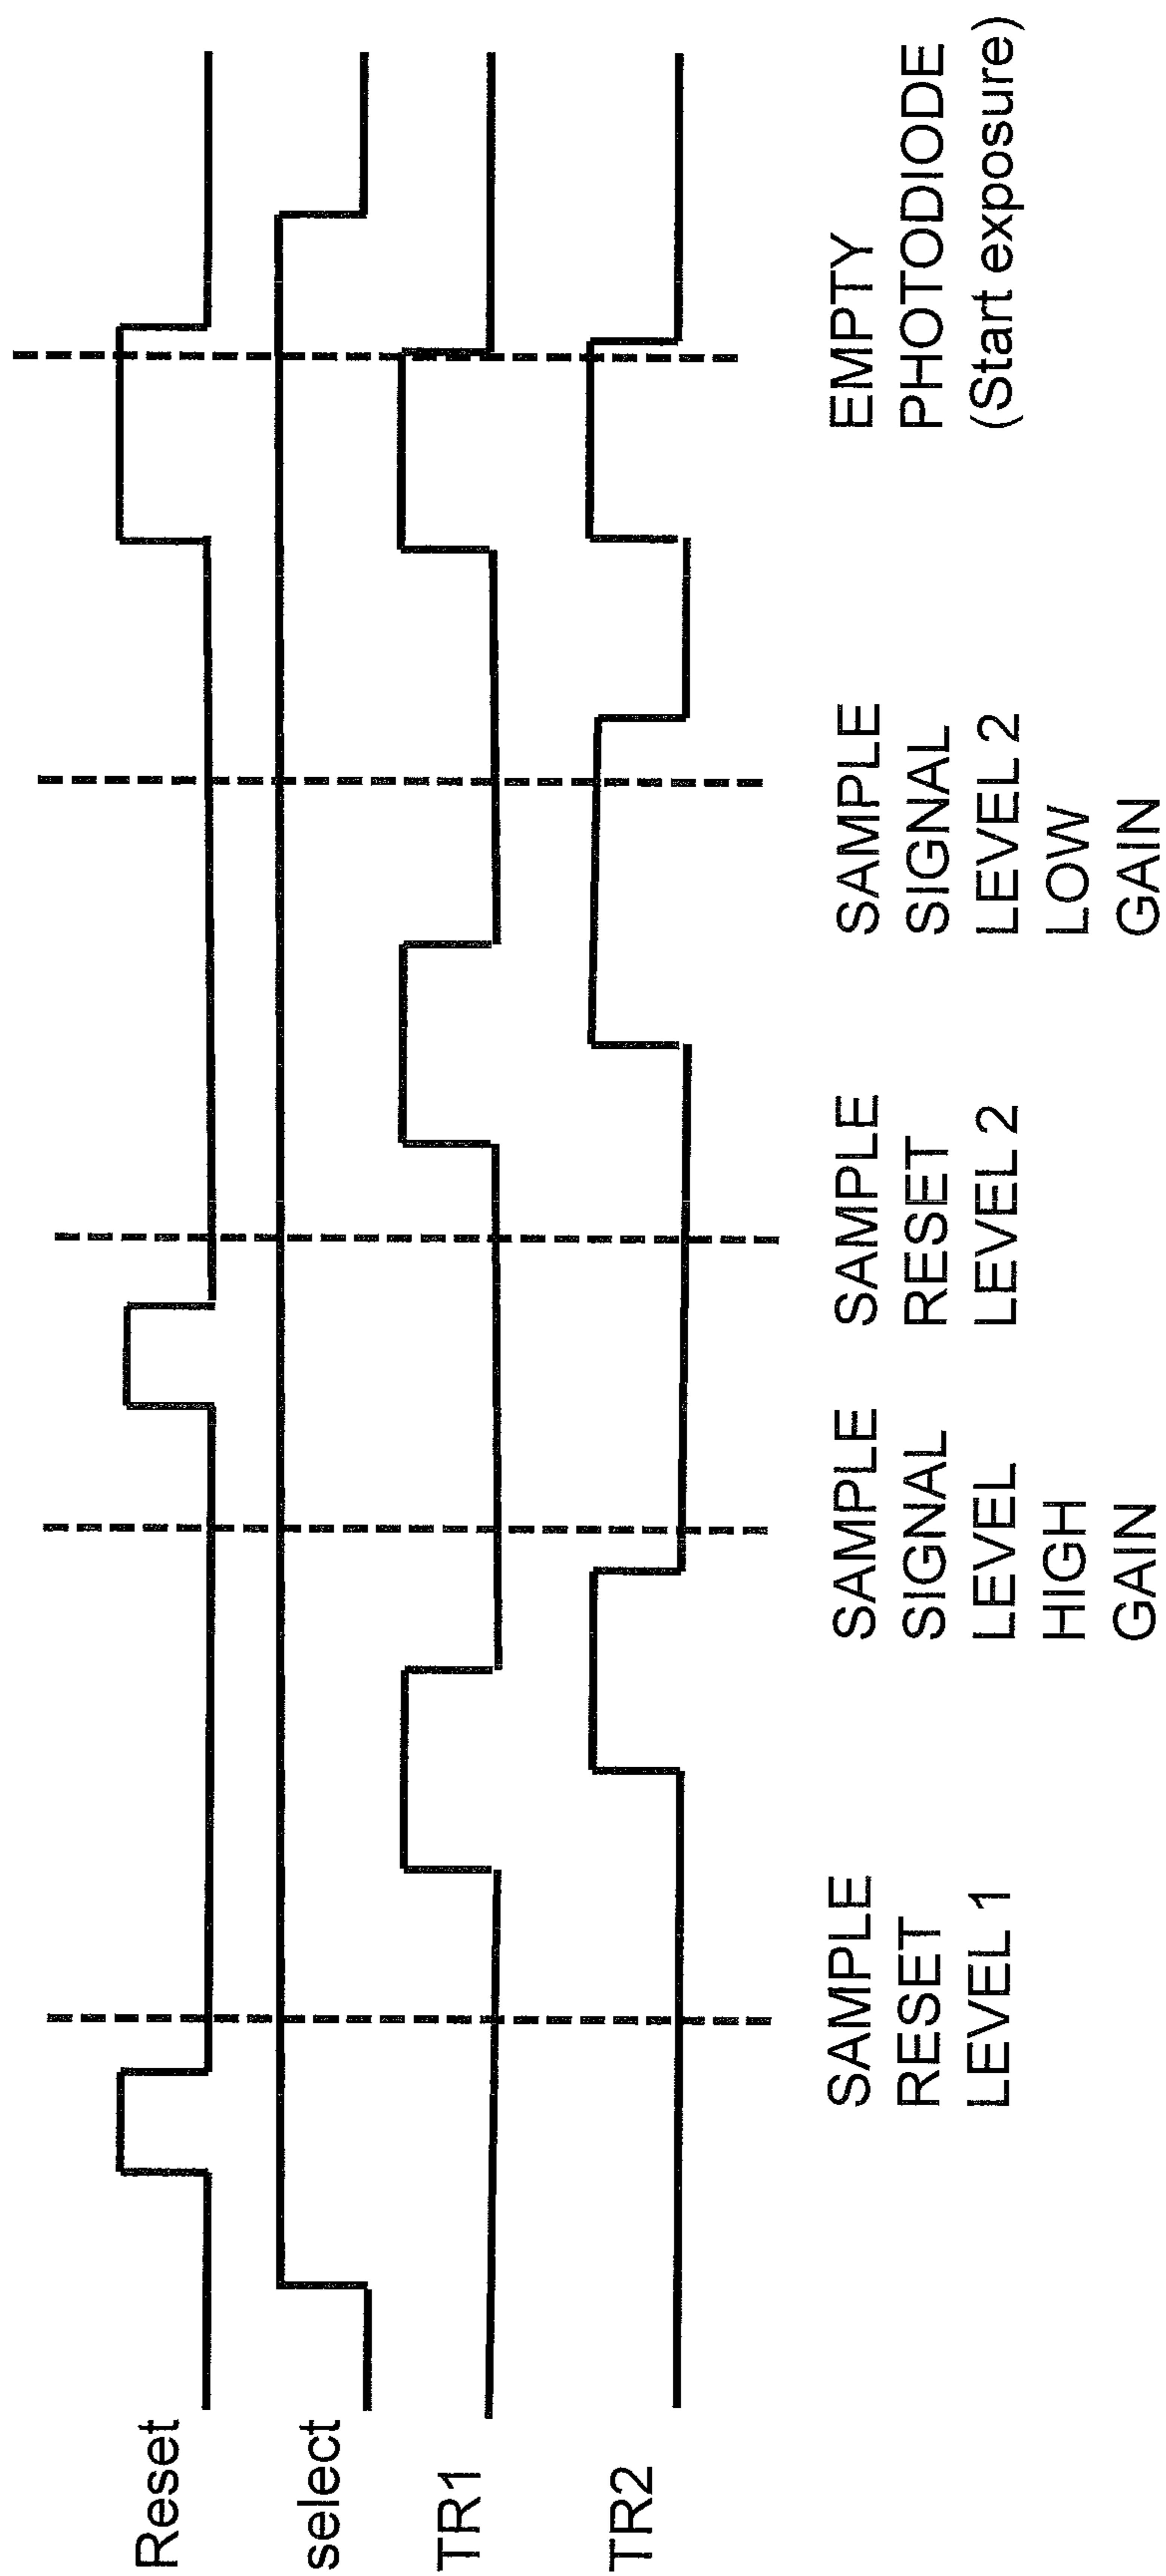 Reset
select
TR1
TR2
SAMPLE
RESET
LEVEL 1
SAMPLE
SIGNAL
LEVEL
HIGH
GAIN
SAMPLE
RESET
LEVEL 2
SAMPLE
SIGNAL
LEVEL 2
LOW
GAIN
EMPTY
PHOTODIODE
(Start exposure)